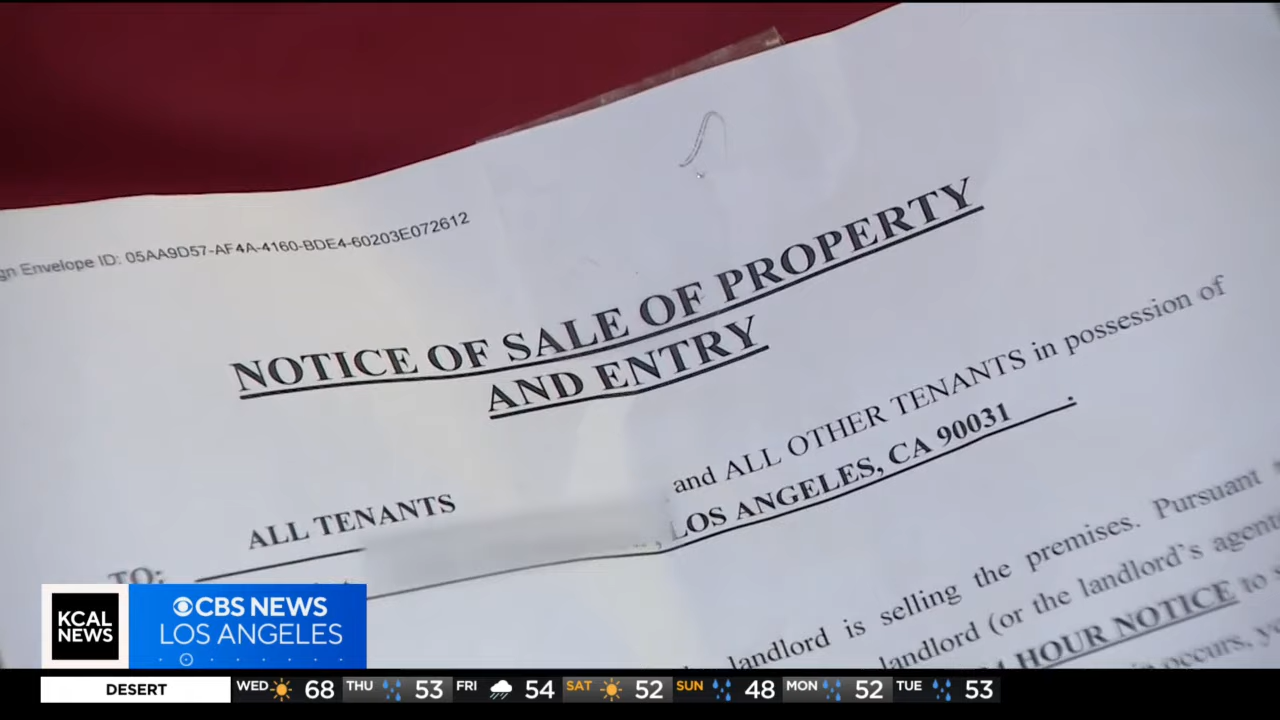 gn Envelope ID: 05AA9D57-AF4A-4160-BDE4-60203E072612
NOTICE OF SALE OF PROPERTY
AND ENTRY
TO: ALL TENANTS and ALL OTHER TENANTS in possession of
, LOS ANGELES, CA 90031 .
landlord is selling the premises. Pursuant
landlord (or the landlord's agent
HOUR NOTICE to
occurs,
KCAL
NEWS
CBS NEWS
LOS ANGELES
DESERT WED 68 THU 53 FRI 54 SAT 52 SUN 48 MON 52 TUE 53